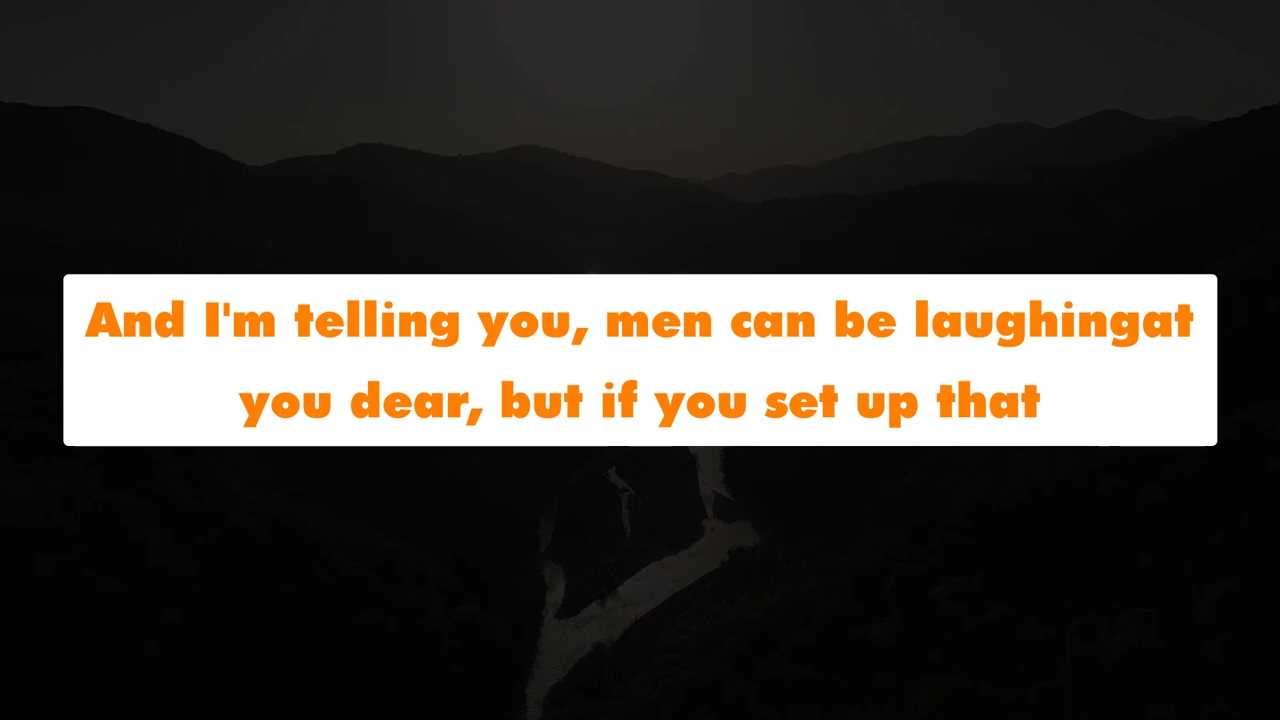 And I'm telling you, men can be laughingat
you dear, but if you set up that